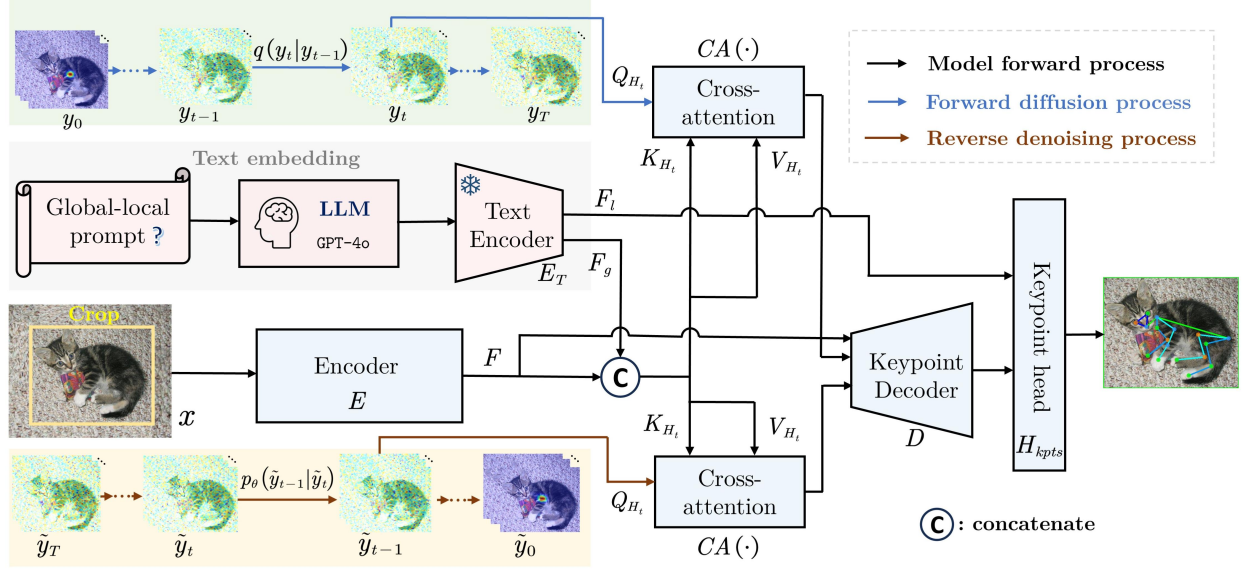 y_0
y_{t-1}
q(y_t|y_{t-1})
y_t
y_T
Q_{H_t}
CA(·)
Cross-
attention
K_{H_t}
V_{H_t}
Model forward process
Forward diffusion process
Reverse denoising process
Text embedding
Global-local
prompt ?
LLM
GPT-4o
Text
Encoder
E_T
F_l
F_g
Crop
x
Encoder
E
F
C
Keypoint
Decoder
D
Keypoint head
H_{kpts}
K_{H_t}
V_{H_t}
Q_{H_t}
Cross-
attention
CA(·)
ỹ_T
ỹ_t
p_θ(ỹ_{t-1}|ỹ_t)
ỹ_{t-1}
ỹ_0
C : concatenate